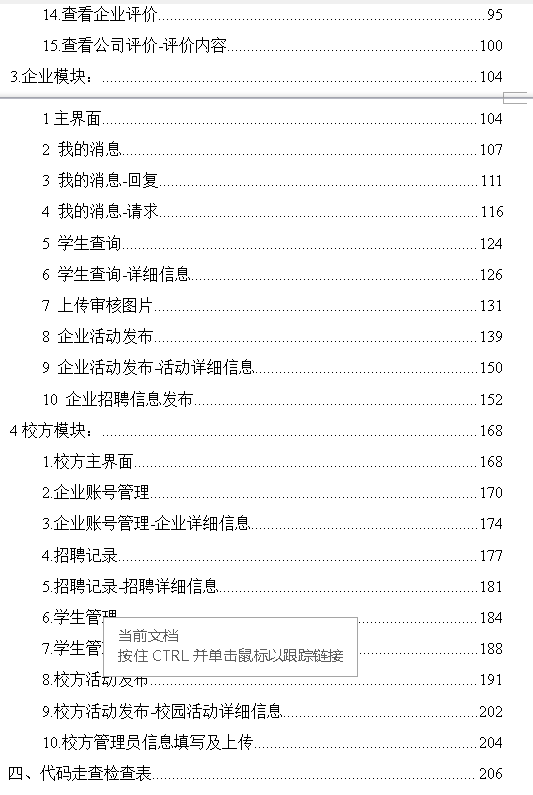 14.查看企业评价........95
15.查看公司评价-评价内容........100
3.企业模块：........104
1 主界面........104
2 我的消息........107
3 我的消息-回复........111
4 我的消息-请求........116
5 学生查询........124
6 学生查询-详细信息........126
7 上传审核图片........131
8 企业活动发布........139
9 企业活动发布-活动详细信息........150
10 企业招聘信息发布........152
4 校方模块：........168
1.校方主界面........168
2.企业账号管理........170
3.企业账号管理-企业详细信息........174
4.招聘记录........177
5.招聘记录-招聘详细信息........181
6.学生管理........184
当前文档
7.学生管........188
按住 CTRL 并单击鼠标以跟踪链接
8.校方活动发布........191
9.校方活动发布-校园活动详细信息........202
10.校方管理员信息填写及上传........204
四、代码走查检查表........206